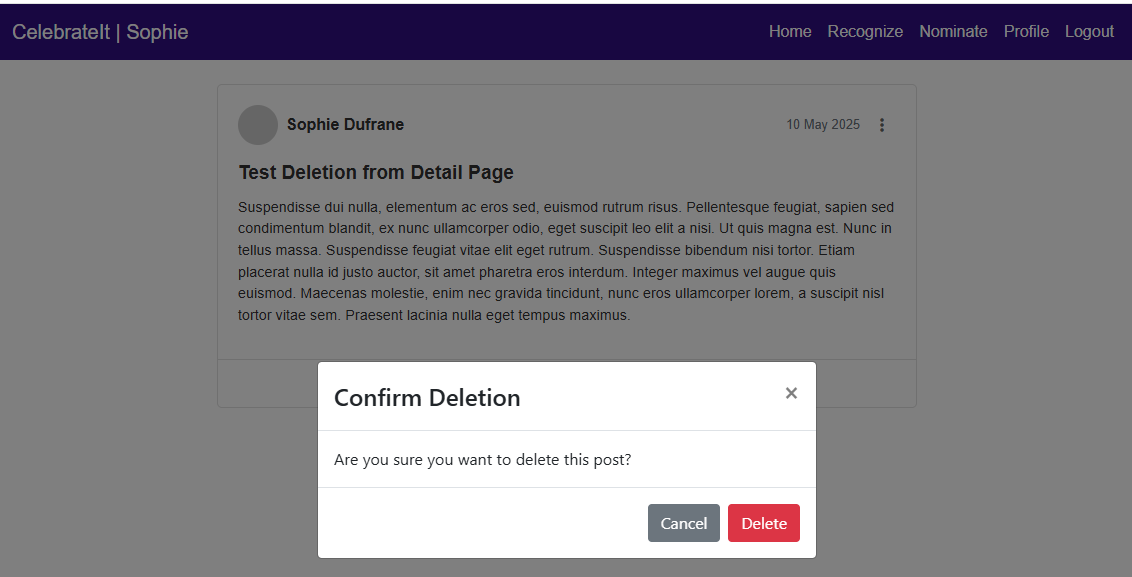 CelebrateIt | Sophie
Home Recognize Nominate Profile Logout
Sophie Dufrane
10 May 2025
Test Deletion from Detail Page
Suspendisse dui nulla, elementum ac eros sed, euismod rutrum risus. Pellentesque feugiat, sapien sed
condimentum blandit, ex nunc ullamcorper odio, eget suscipit leo elit a nisi. Ut quis magna est. Nunc in
tellus massa. Suspendisse feugiat vitae elit eget rutrum. Suspendisse bibendum nisi tortor. Etiam
placerat nulla id justo auctor, sit amet pharetra eros interdum. Integer maximus vel augue quis
euismod. Maecenas molestie, enim nec gravida tincidunt, nunc eros ullamcorper lorem, a suscipit nisl
tortor vitae sem. Praesent lacinia nulla eget tempus maximus.
Confirm Deletion
×
Are you sure you want to delete this post?
Cancel Delete